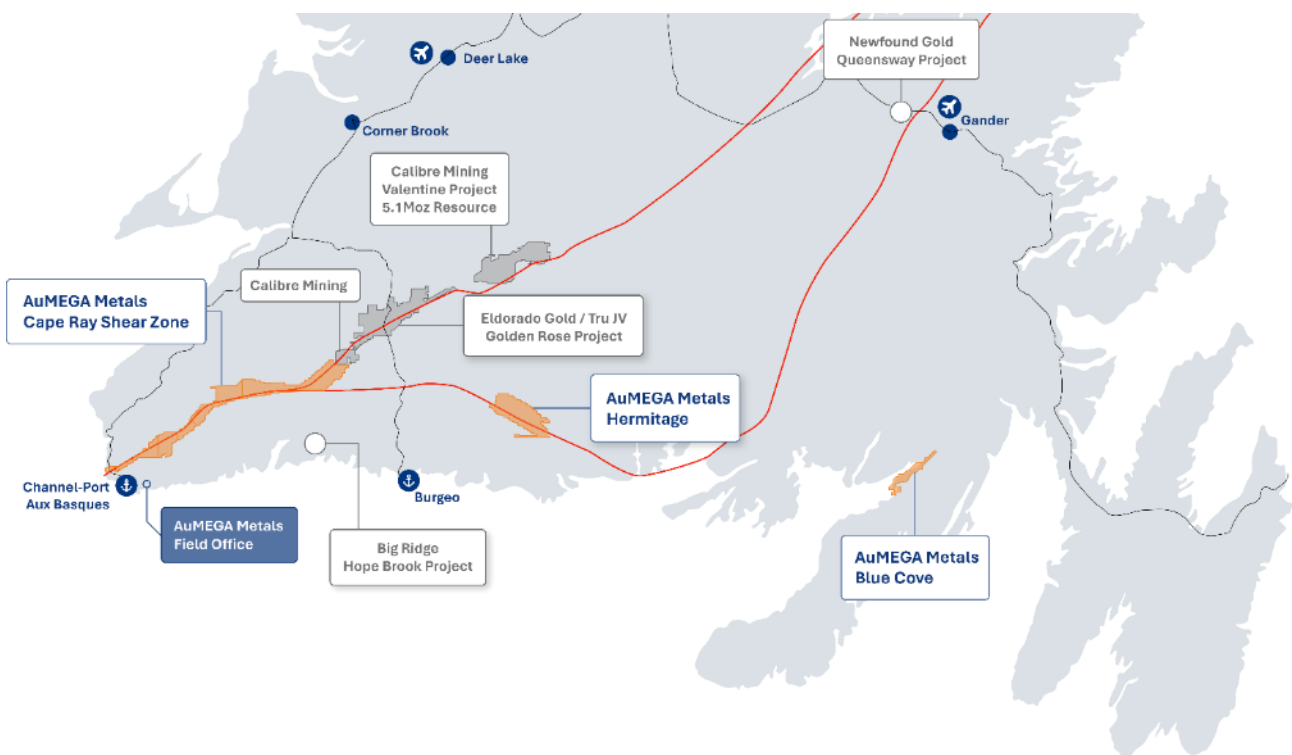 Newfound Gold
Queensway Project
Deer Lake
Gander
Corner Brook
Calibre Mining
Valentine Project
5.1Moz Resource
Calibre Mining
AuMEGA Metals
Cape Ray Shear Zone
Eldorado Gold / Tru JV
Golden Rose Project
AuMEGA Metals
Hermitage
Channel-Port
Aux Basques
Burgeo
AuMEGA Metals
Field Office
Big Ridge
Hope Brook Project
AuMEGA Metals
Blue Cove